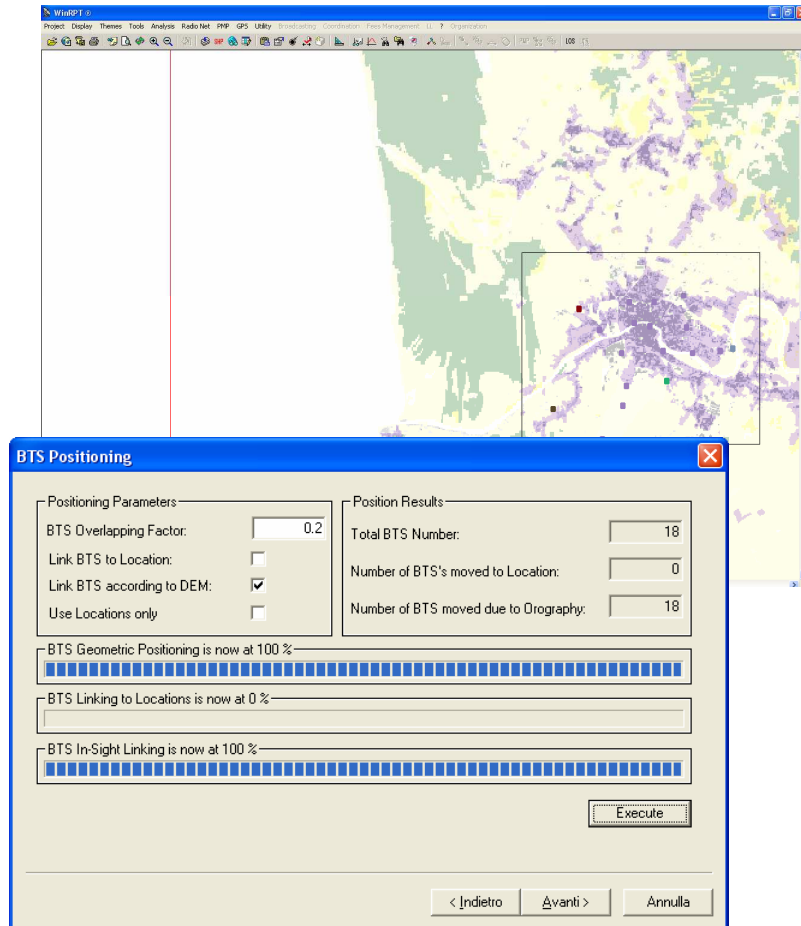 WinRPT ®
Project Display Themes Tools Analysis Radio Net PMP GPS Utility Broadcasting Coordination Fees Management LL ? Organization
LOS
BTS Positioning
Positioning Parameters
BTS Overlapping Factor: 0.2
Link BTS to Location:
Link BTS according to DEM:
Use Locations only
Position Results
Total BTS Number: 18
Number of BTS's moved to Location: 0
Number of BTS moved due to Orography: 18
BTS Geometric Positioning is now at 100 %
BTS Linking to Locations is now at 0 %
BTS In-Sight Linking is now at 100 %
Execute
< Indietro Avanti > Annulla